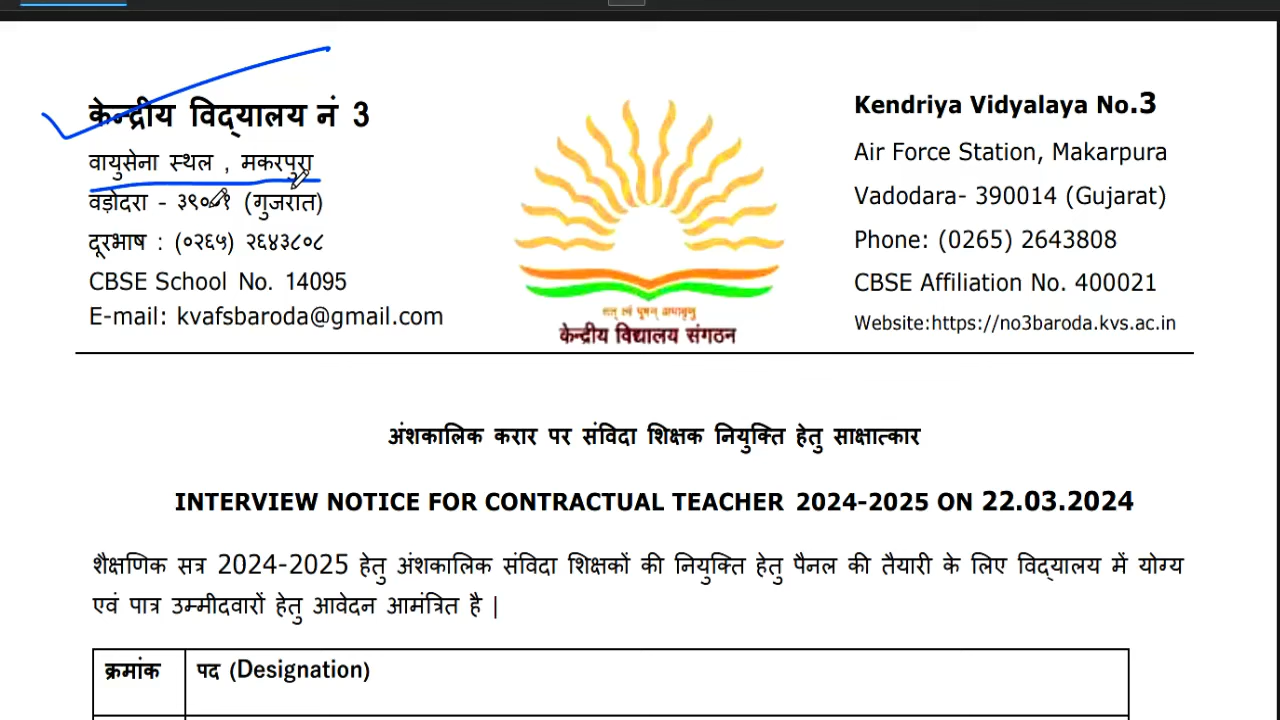 केन्द्रीय विद्यालय नं 3
वायुसेना स्थल , मकरपुरा
वड़ोदरा - (गुजरात)
दूरभाष : (०२६५) २६४३८०८
CBSE School No. 14095
E-mail: kvafsbaroda@gmail.com
केन्द्रीय विद्यालय संगठन
Kendriya Vidyalaya No.3
Air Force Station, Makarpura
Vadodara- 390014 (Gujarat)
Phone: (0265) 2643808
CBSE Affiliation No. 400021
Website:https://no3baroda.kvs.ac.in
अंशकालिक करार पर संविदा शिक्षक नियुक्ति हेतु साक्षात्कार
INTERVIEW NOTICE FOR CONTRACTUAL TEACHER 2024-2025 ON 22.03.2024
शैक्षणिक सत्र 2024-2025 हेतु अंशकालिक संविदा शिक्षकों की नियुक्ति हेतु पैनल की तैयारी के लिए विद्यालय में योग्य
एवं पात्र उम्मीदवारों हेतु आवेदन आमंत्रित है |
क्रमांक पद (Designation)